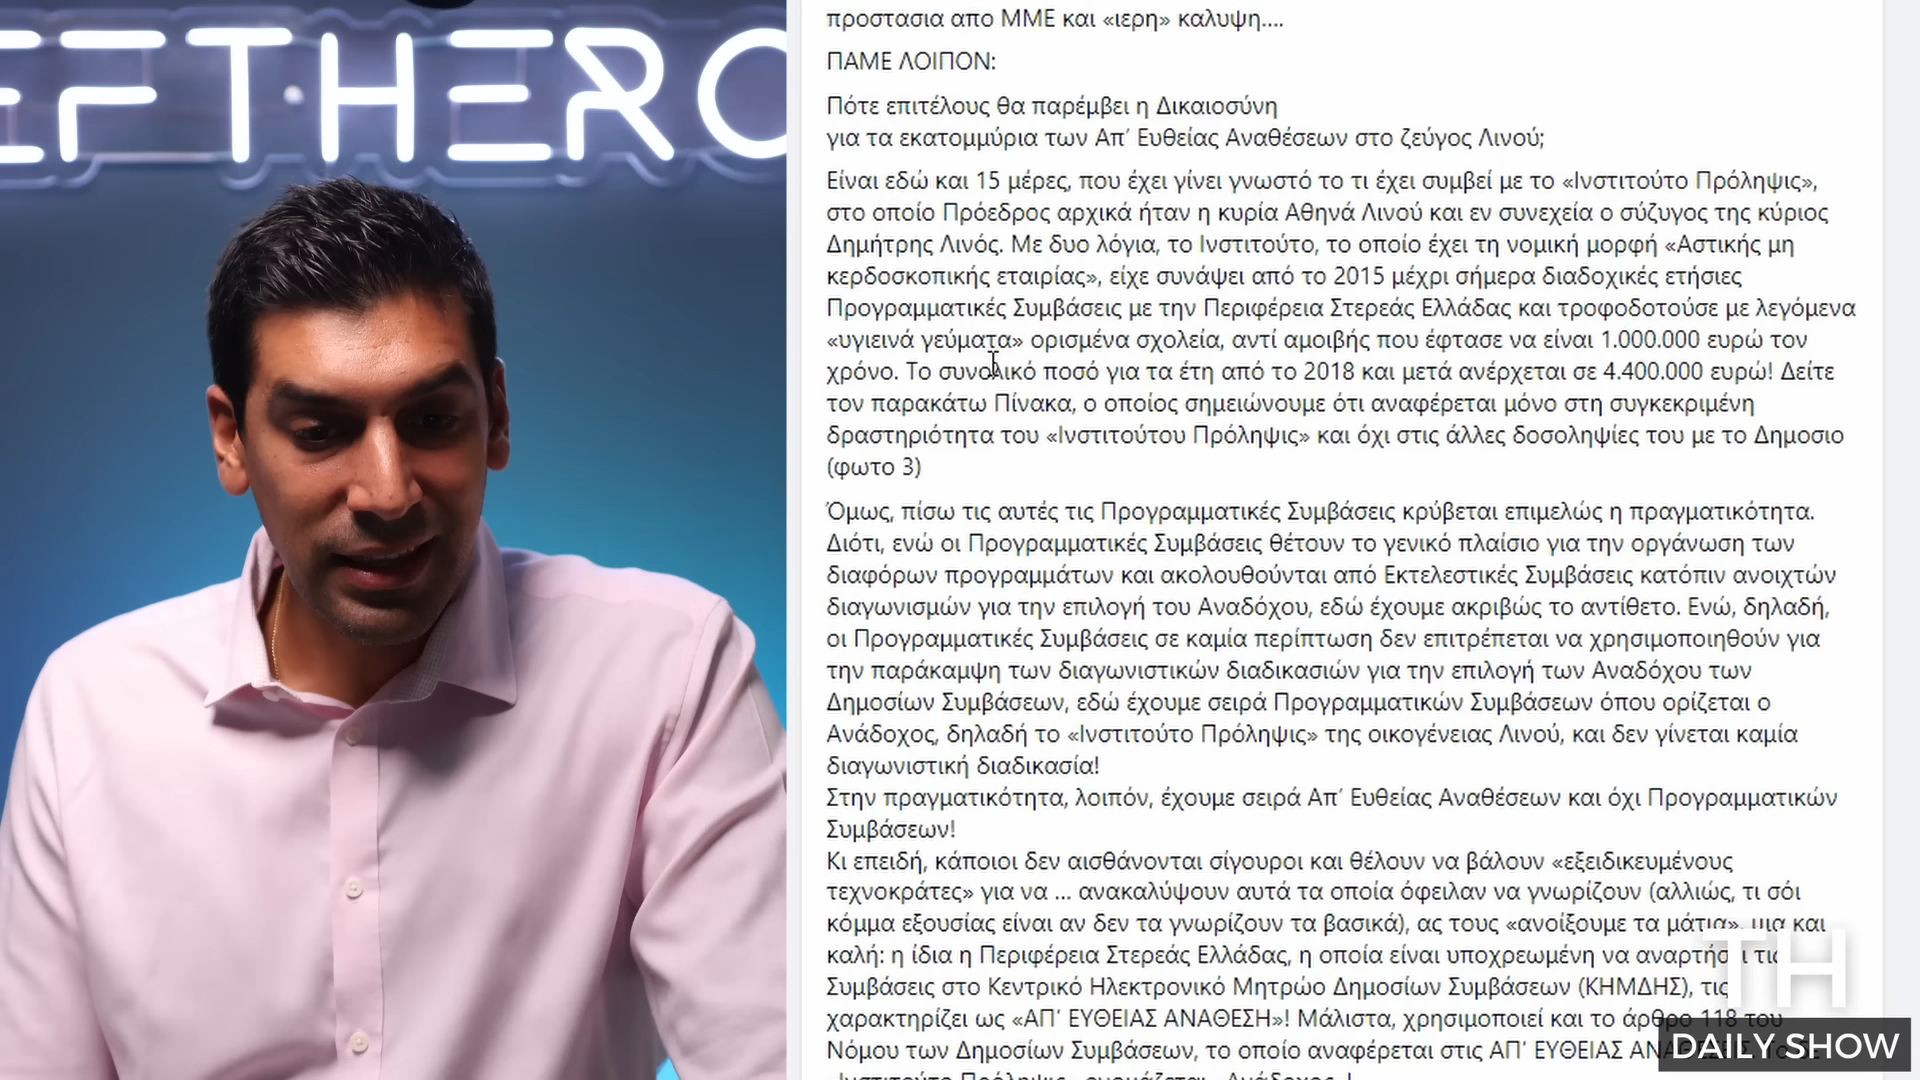 EFTHERO
προστασια απο ΜΜΕ και «ιερη» καλυψη....
ΠΑΜΕ ΛΟΙΠΟΝ:
Πότε επιτέλους θα παρέμβει η Δικαιοσύνη
για τα εκατομμύρια των Απ’ Ευθείας Αναθέσεων στο ζεύγος Λινού;
Είναι εδώ και 15 μέρες, που έχει γίνει γνωστό το τι έχει συμβεί με το «Ινστιτούτο Πρόληψις»,
στο οποίο Πρόεδρος αρχικά ήταν η κυρία Αθηνά Λινού και εν συνεχεία ο σύζυγος της κύριος
Δημήτρης Λινός. Με δυο λόγια, το Ινστιτούτο, το οποίο έχει τη νομική μορφή «Αστικής μη
κερδοσκοπικής εταιρίας», είχε συνάψει από το 2015 μέχρι σήμερα διαδοχικές ετήσιες
Προγραμματικές Συμβάσεις με την Περιφέρεια Στερεάς Ελλάδας και τροφοδοτούσε με λεγόμενα
«υγιεινά γεύματα» ορισμένα σχολεία, αντί αμοιβής που έφτασε να είναι 1.000.000 ευρώ τον
χρόνο. Το συνολικό ποσό για τα έτη από το 2018 και μετά ανέρχεται σε 4.400.000 ευρώ! Δείτε
τον παρακάτω Πίνακα, ο οποίος σημειώνουμε ότι αναφέρεται μόνο στη συγκεκριμένη
δραστηριότητα του «Ινστιτούτου Πρόληψις» και όχι στις άλλες δοσοληψίες του με το Δημοσιο
(φωτο 3)
Όμως, πίσω τις αυτές τις Προγραμματικές Συμβάσεις κρύβεται επιμελώς η πραγματικότητα.
Διότι, ενώ οι Προγραμματικές Συμβάσεις θέτουν το γενικό πλαίσιο για την οργάνωση των
διαφόρων προγραμμάτων και ακολουθούνται από Εκτελεστικές Συμβάσεις κατόπιν ανοιχτών
διαγωνισμών για την επιλογή του Αναδόχου, εδώ έχουμε ακριβώς το αντίθετο. Ενώ, δηλαδή,
οι Προγραμματικές Συμβάσεις σε καμία περίπτωση δεν επιτρέπεται να χρησιμοποιηθούν για
την παράκαμψη των διαγωνιστικών διαδικασιών για την επιλογή των Αναδόχου των
Δημοσίων Συμβάσεων, εδώ έχουμε σειρά Προγραμματικών Συμβάσεων όπου ορίζεται ο
Ανάδοχος, δηλαδή το «Ινστιτούτο Πρόληψις» της οικογένειας Λινού, και δεν γίνεται καμία
διαγωνιστική διαδικασία!
Στην πραγματικότητα, λοιπόν, έχουμε σειρά Απ’ Ευθείας Αναθέσεων και όχι Προγραμματικών
Συμβάσεων!
Κι επειδή, κάποιοι δεν αισθάνονται σίγουροι και θέλουν να βάλουν «εξειδικευμένους
τεχνοκράτες» για να ... ανακαλύψουν αυτά τα οποία όφειλαν να γνωρίζουν (αλλιώς, τι σόι
κόμμα εξουσίας είναι αν δεν τα γνωρίζουν τα βασικά), ας τους «ανοίξουμε τα μάτια», μια και
καλή: η ίδια η Περιφέρεια Στερεάς Ελλάδας, η οποία είναι υποχρεωμένη να αναρτήσει τις
Συμβάσεις στο Κεντρικό Ηλεκτρονικό Μητρώο Δημοσίων Συμβάσεων (ΚΗΜΔΗΣ), τις
χαρακτηρίζει ως «ΑΠ’ ΕΥΘΕΙΑΣ ΑΝΑΘΕΣΗ»! Μάλιστα, χρησιμοποιεί και το άρθρο 118 του
Νόμου των Δημοσίων Συμβάσεων, το οποίο αναφέρεται στις ΑΠ’ ΕΥΘΕΙΑΣ
«Ινστιτούτο Πρόληψις» ονομάζεται «Ανάδοχος»!
TH
DAILY SHOW